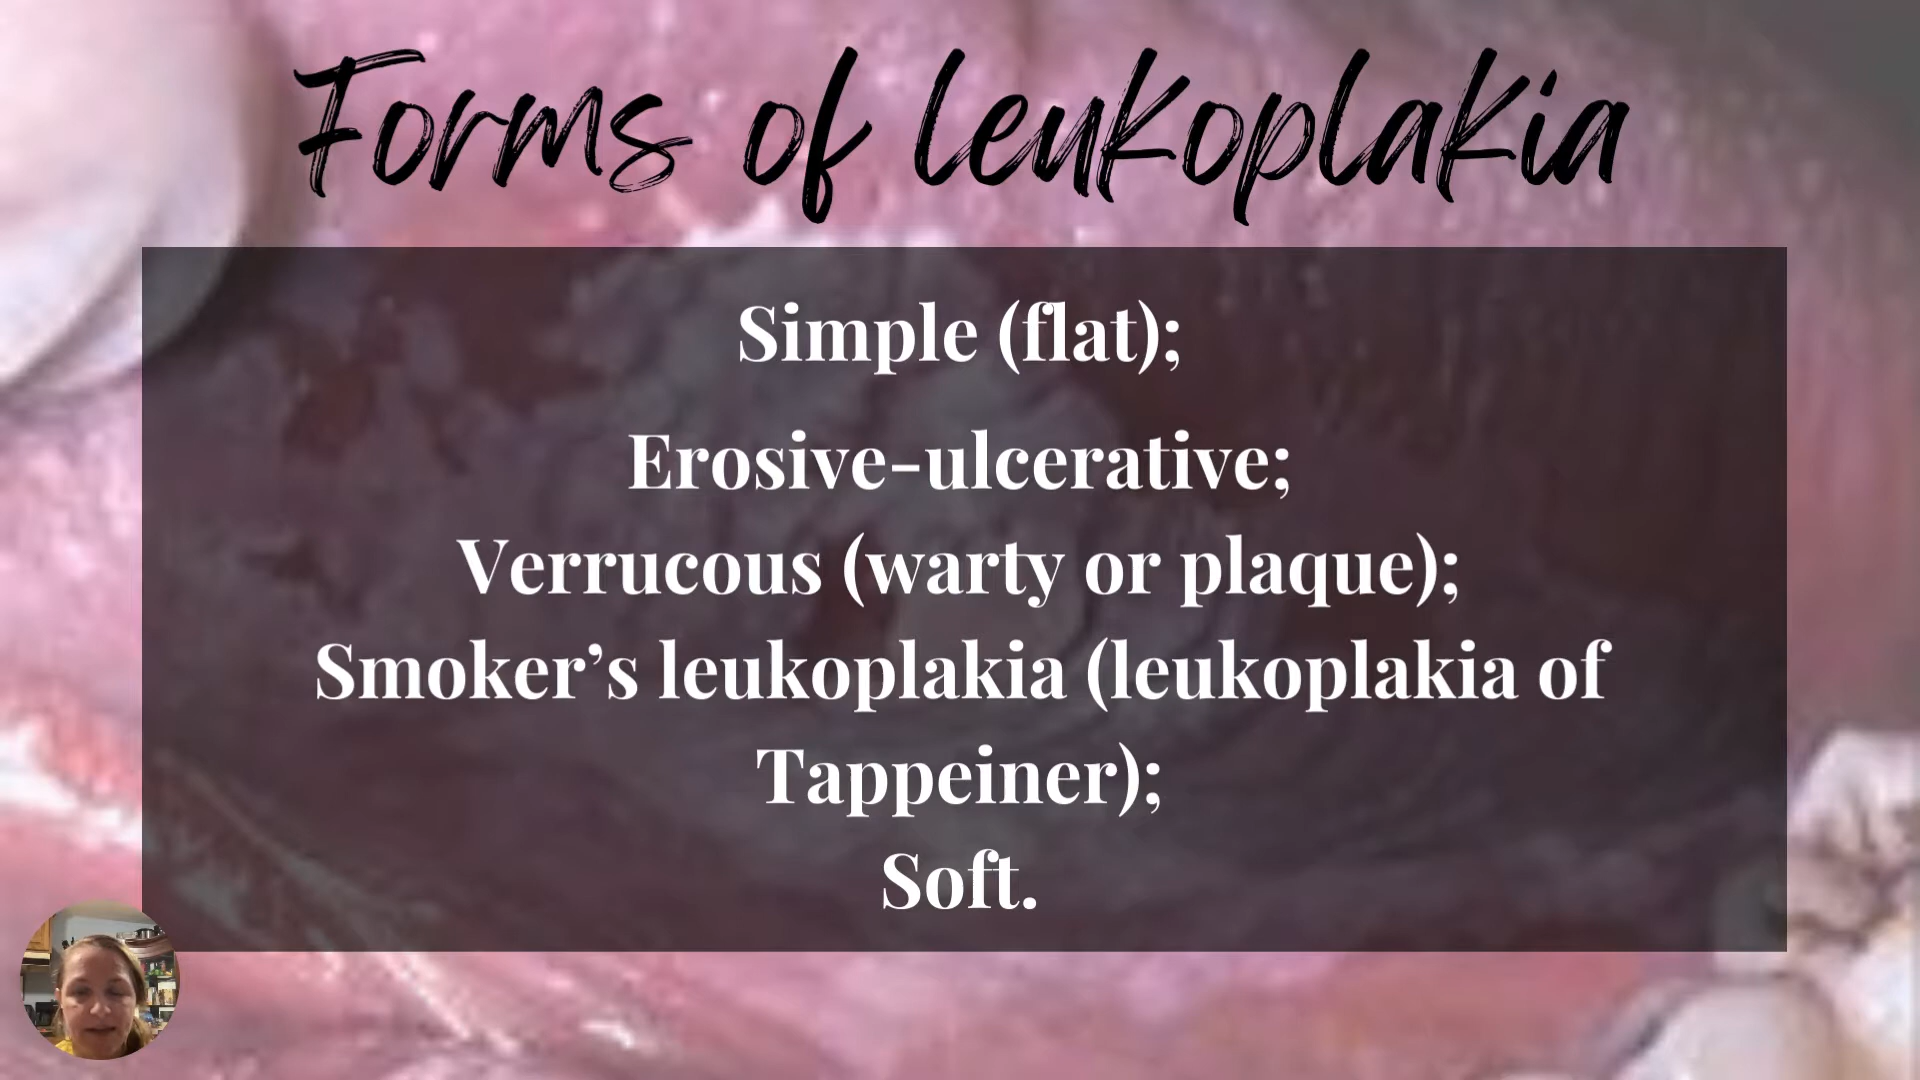 Forms of leukoplakia
Simple (flat);
Erosive-ulcerative;
Verrucous (warty or plaque);
Smoker’s leukoplakia (leukoplakia of
Tappeiner);
Soft.